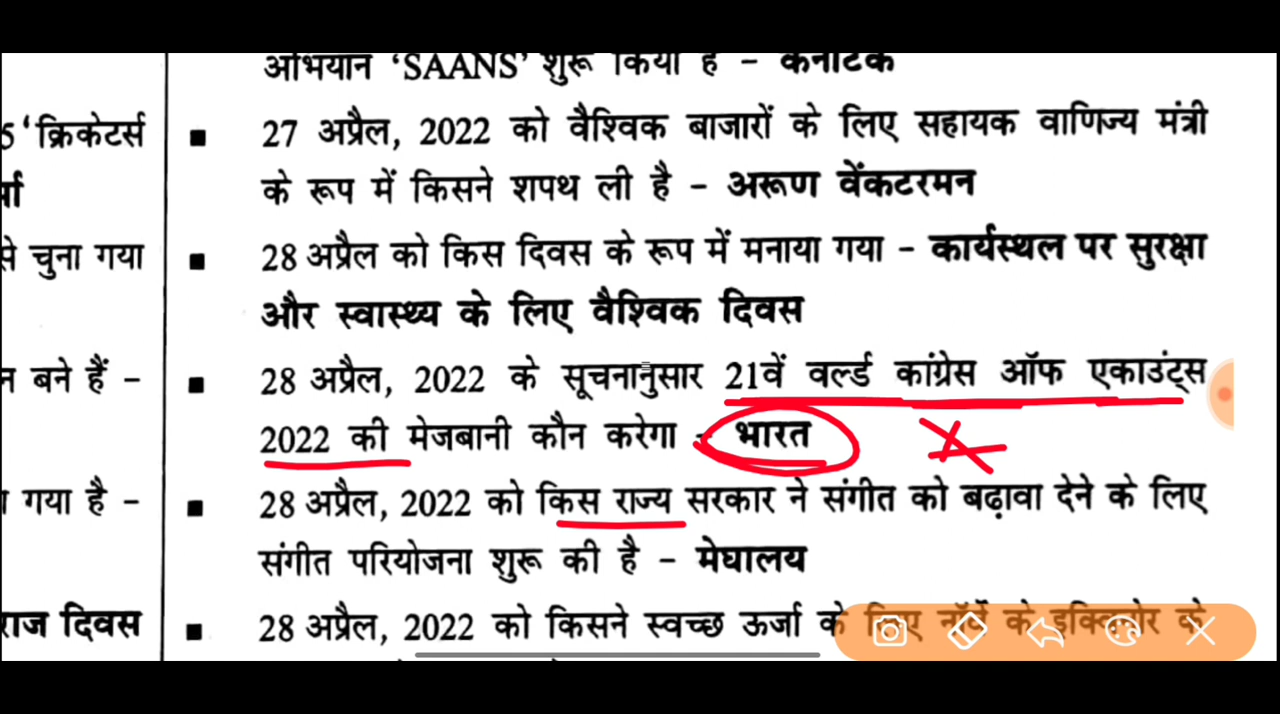 अभियान ‘SAANS’ शुरू किया है – कर्नाटक
5 ‘क्रिकेटर्स
27 अप्रैल, 2022 को वैश्विक बाजारों के लिए सहायक वाणिज्य मंत्री
के रूप में किसने शपथ ली है – अरूण वेंकटरमन
से चुना गया
28 अप्रैल को किस दिवस के रूप में मनाया गया – कार्यस्थल पर सुरक्षा
और स्वास्थ्य के लिए वैश्विक दिवस
न बने हैं –
28 अप्रैल, 2022 के सूचनानुसार 21वें वर्ल्ड कांग्रेस ऑफ एकाउंट्स
2022 की मेजबानी कौन करेगा – भारत
गया है –
28 अप्रैल, 2022 को किस राज्य सरकार ने संगीत को बढ़ावा देने के लिए
संगीत परियोजना शुरू की है – मेघालय
राज दिवस
28 अप्रैल, 2022 को किसने स्वच्छ ऊर्जा के लिए नॉर्वे के इक्विनोर के